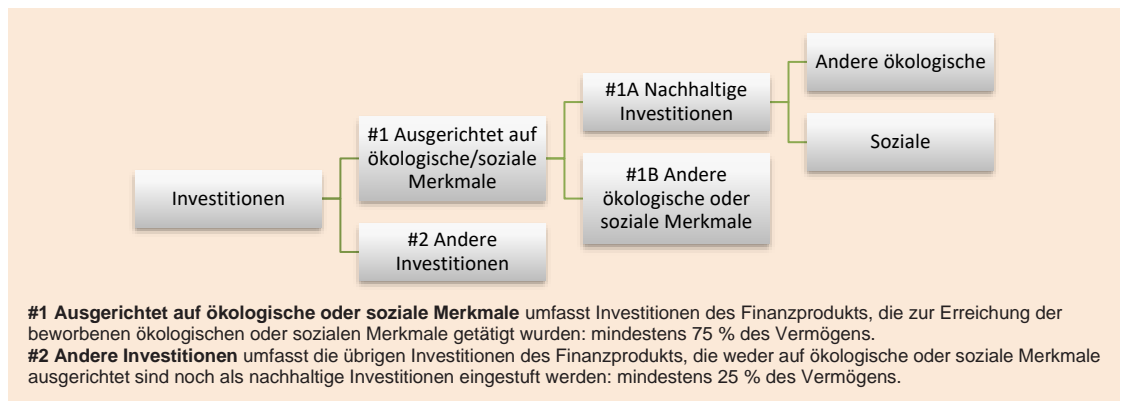 Investitionen
#1 Ausgerichtet auf
ökologische/soziale
Merkmale
#2 Andere
Investitionen
#1A Nachhaltige
Investitionen
#1B Andere
ökologische oder
soziale Merkmale
Andere ökologische
Soziale
#1 Ausgerichtet auf ökologische oder soziale Merkmale umfasst Investitionen des Finanzprodukts, die zur Erreichung der
beworbenen ökologischen oder sozialen Merkmale getätigt wurden: mindestens 75 % des Vermögens.
#2 Andere Investitionen umfasst die übrigen Investitionen des Finanzprodukts, die weder auf ökologische oder soziale Merkmale
ausgerichtet sind noch als nachhaltige Investitionen eingestuft werden: mindestens 25 % des Vermögens.